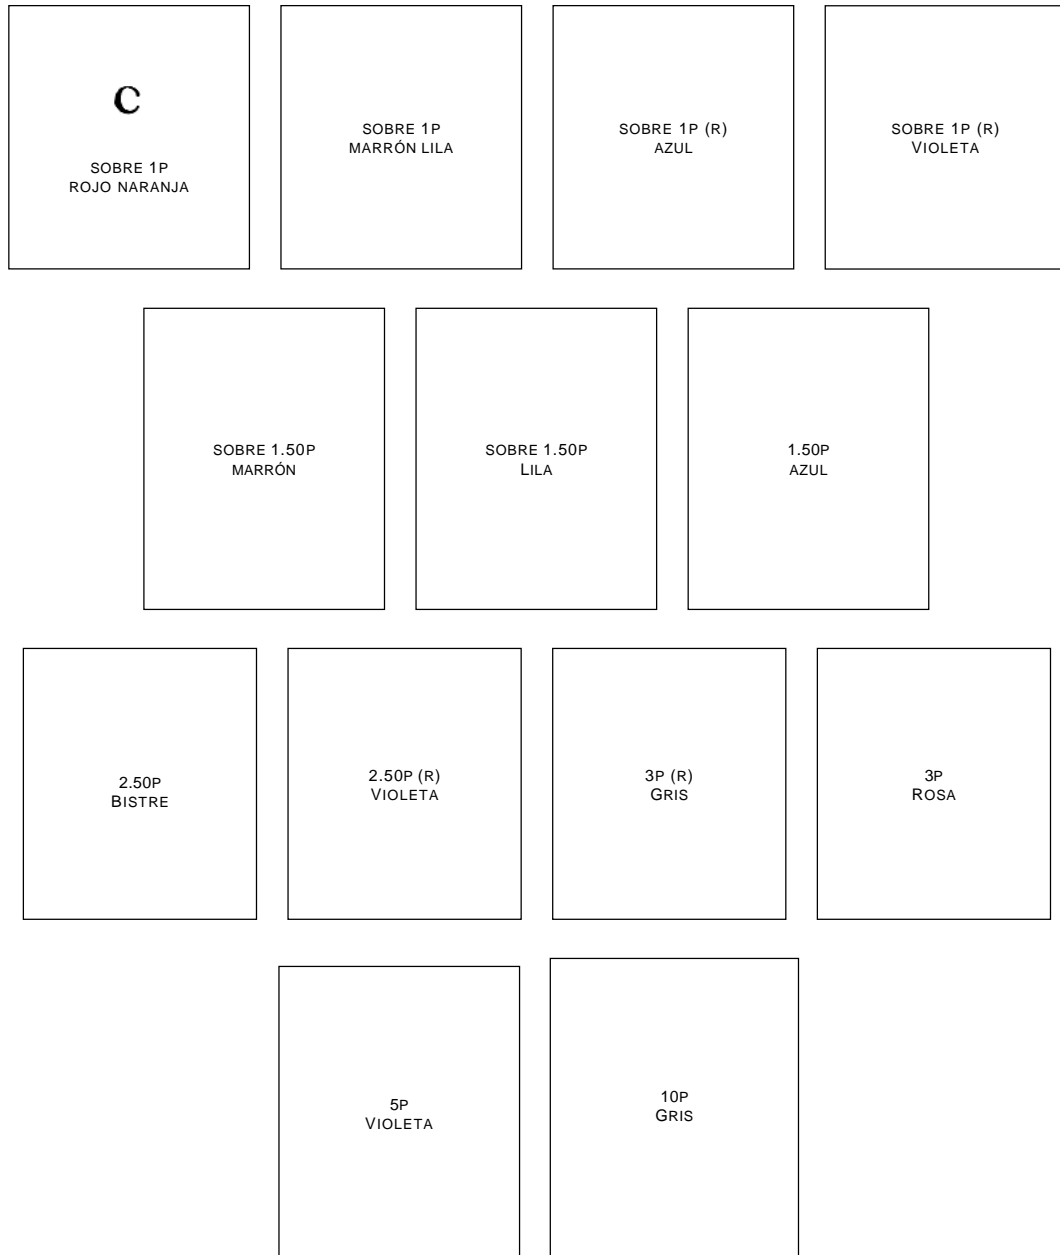 C
SOBRE 1P
ROJO NARANJA
SOBRE 1P
MARRÓN LILA
SOBRE 1P (R)
AZUL
SOBRE 1P (R)
VIOLETA
SOBRE 1.50P
MARRÓN
SOBRE 1.50P
LILA
1.50P
AZUL
2.50P
BISTRE
2.50P (R)
VIOLETA
3P (R)
GRIS
3P
ROSA
5P
VIOLETA
10P
GRIS